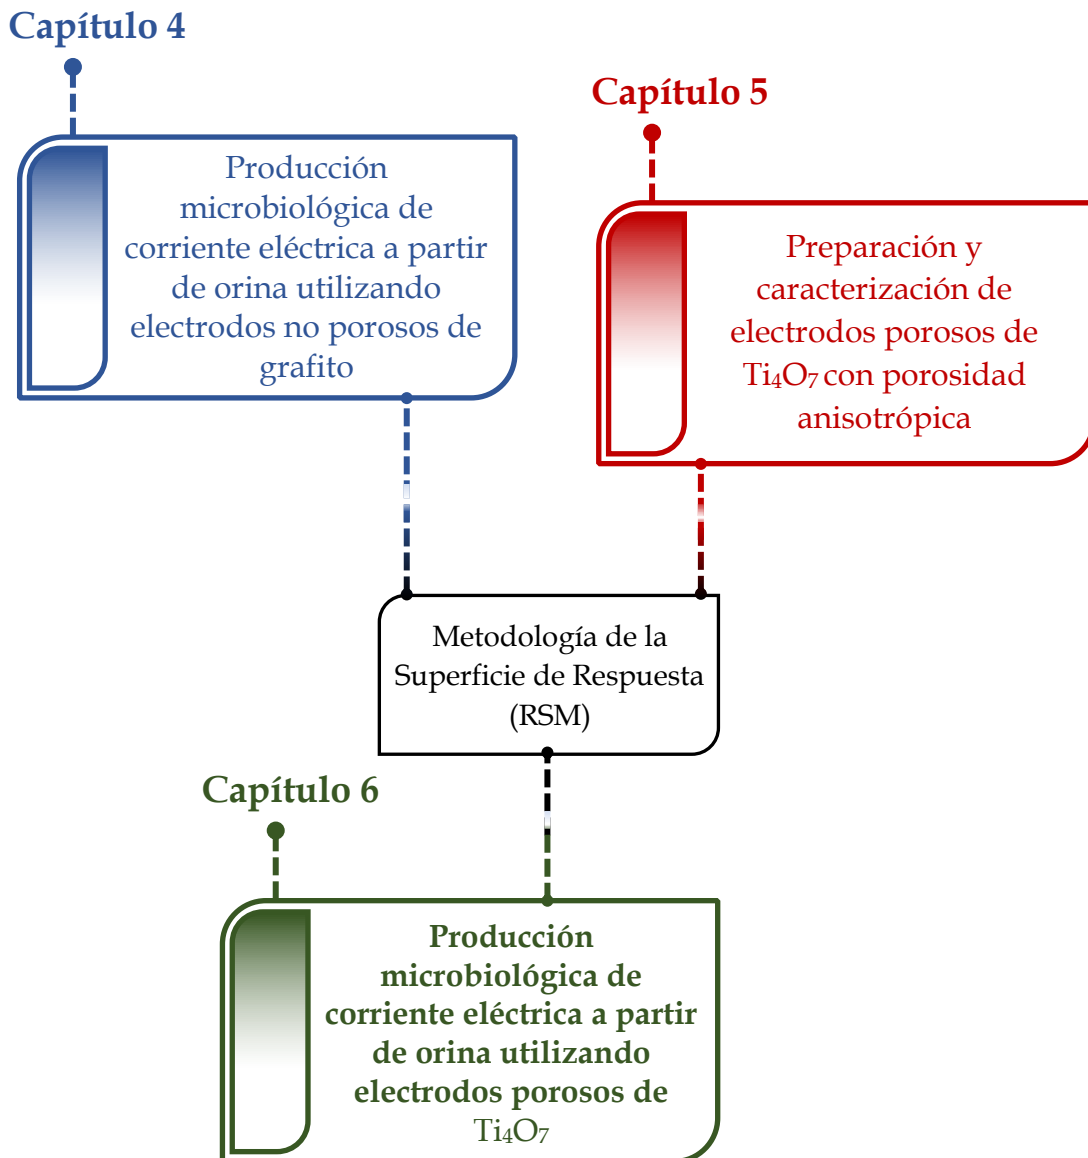 Capítulo 4
Producción
microbiológica de
corriente eléctrica a partir
de orina utilizando
electrodos no porosos de
grafito
Capítulo 5
Preparación y
caracterización de
electrodos porosos de
Ti₄O₇ con porosidad
anisotrópica
Metodología de la
Superficie de Respuesta
(RSM)
Capítulo 6
Producción
microbiológica de
corriente eléctrica a partir
de orina utilizando
electrodos porosos de
Ti₄O₇